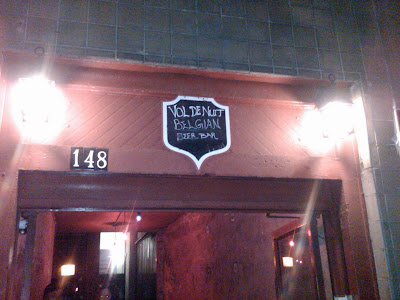 VOL DE NUIT
BELGIAN
BEER BAR
148